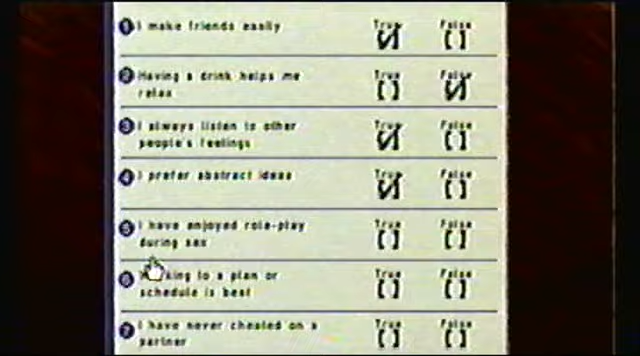 1 I make friends easily True False
[ ] [ ]
2 Having a drink helps me True False
relax [ ] [ ]
3 I always listen to other True False
people's feelings [ ] [ ]
4 I prefer abstract ideas True False
[ ] [ ]
5 I have enjoyed role-play True False
during sex [ ] [ ]
6 to a plan or True False
schedule is best [ ] [ ]
7 I have never cheated on a True False
partner [ ] [ ]